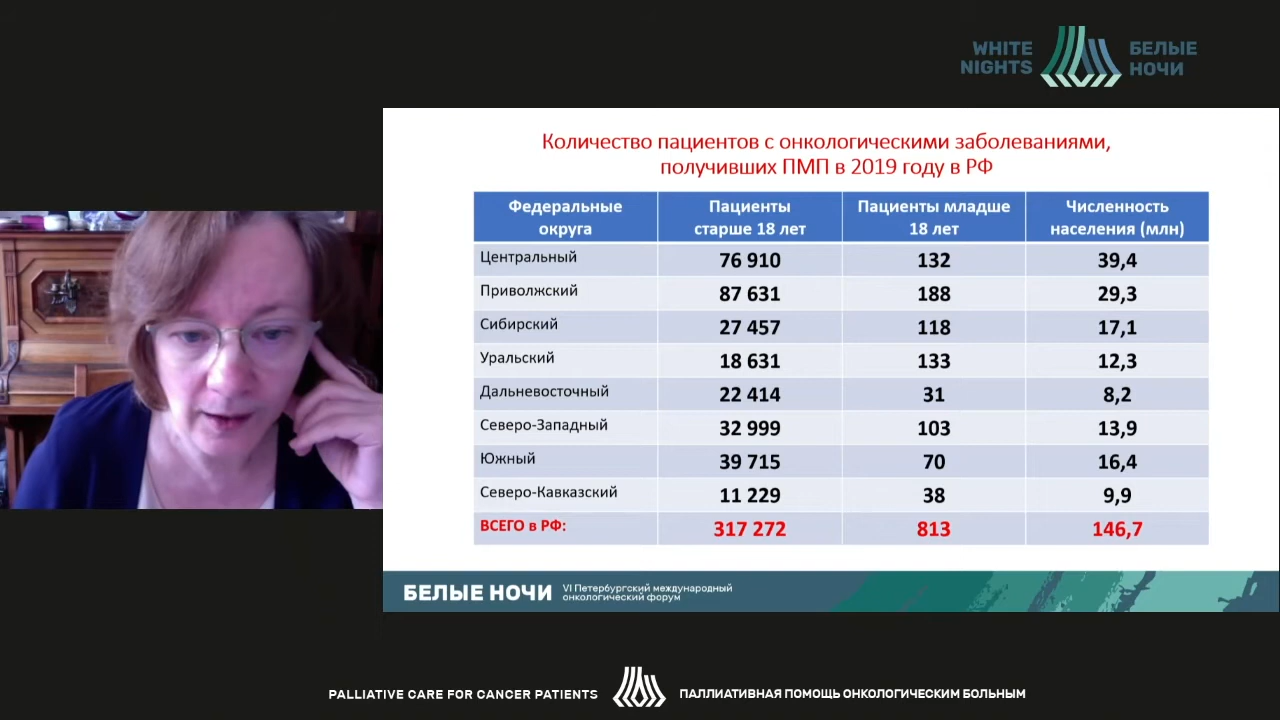 WHITE
NIGHTS
БЕЛЫЕ
НОЧИ
Количество пациентов с онкологическими заболеваниями,
получивших ПМП в 2019 году в РФ
Федеральные округа | Пациенты старше 18 лет | Пациенты младше 18 лет | Численность населения (млн)
Центральный 76 910 132 39,4
Приволжский 87 631 188 29,3
Сибирский 27 457 118 17,1
Уральский 18 631 133 12,3
Дальневосточный 22 414 31 8,2
Северо-Западный 32 999 103 13,9
Южный 39 715 70 16,4
Северо-Кавказский 11 229 38 9,9
ВСЕГО в РФ: 317 272 813 146,7
БЕЛЫЕ НОЧИ
VI Петербургский международный
онкологический форум
PALLIATIVE CARE FOR CANCER PATIENTS
ПАЛЛИАТИВНАЯ ПОМОЩЬ ОНКОЛОГИЧЕСКИМ БОЛЬНЫМ